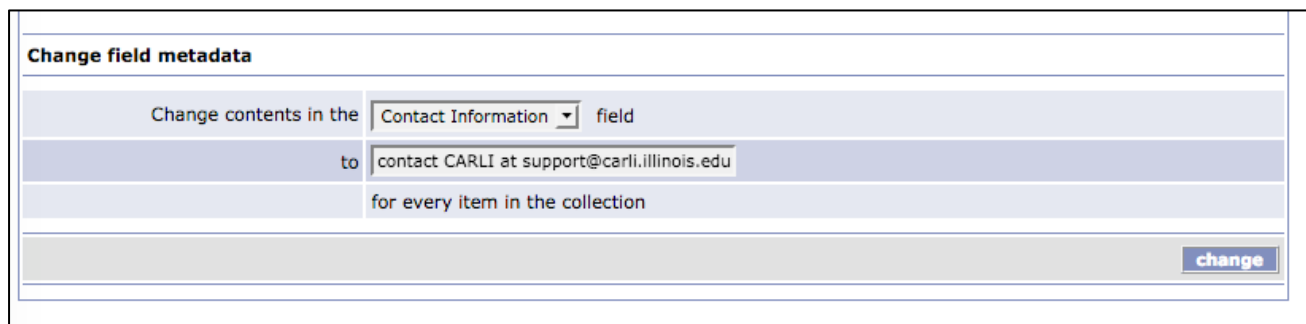 Change field metadata
Change contents in the Contact Information field
to contact CARLI at support@carli.illinois.edu
for every item in the collection
change